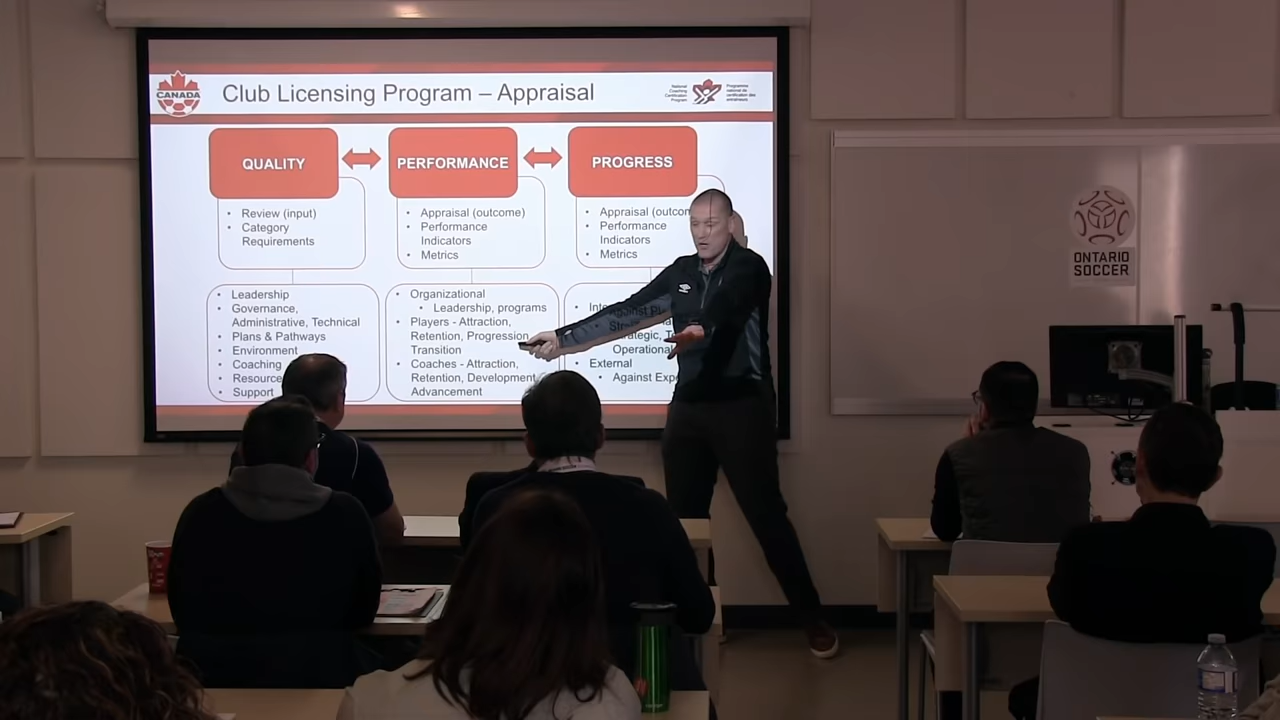 CANADA
Club Licensing Program – Appraisal
National
Coaching
Certification
Program
Programme
national de
certification des
entraîneurs
QUALITY
PERFORMANCE
PROGRESS
• Review (input)
• Category
Requirements
• Appraisal (outcome)
• Performance
Indicators
• Metrics
• Appraisal
• Performance
Indicators
• Metrics
• Leadership
• Governance,
Administrative, Technical
• Plans & Pathways
• Environment
• Coaching
• Resource
• Support
• Organizational
• Leadership, programs
• Players - Attraction,
Retention, Progression
Transition
• Coaches - Attraction,
Retention, Development
Advancement
Against
Operational
• External
• Against
ONTARIO
SOCCER